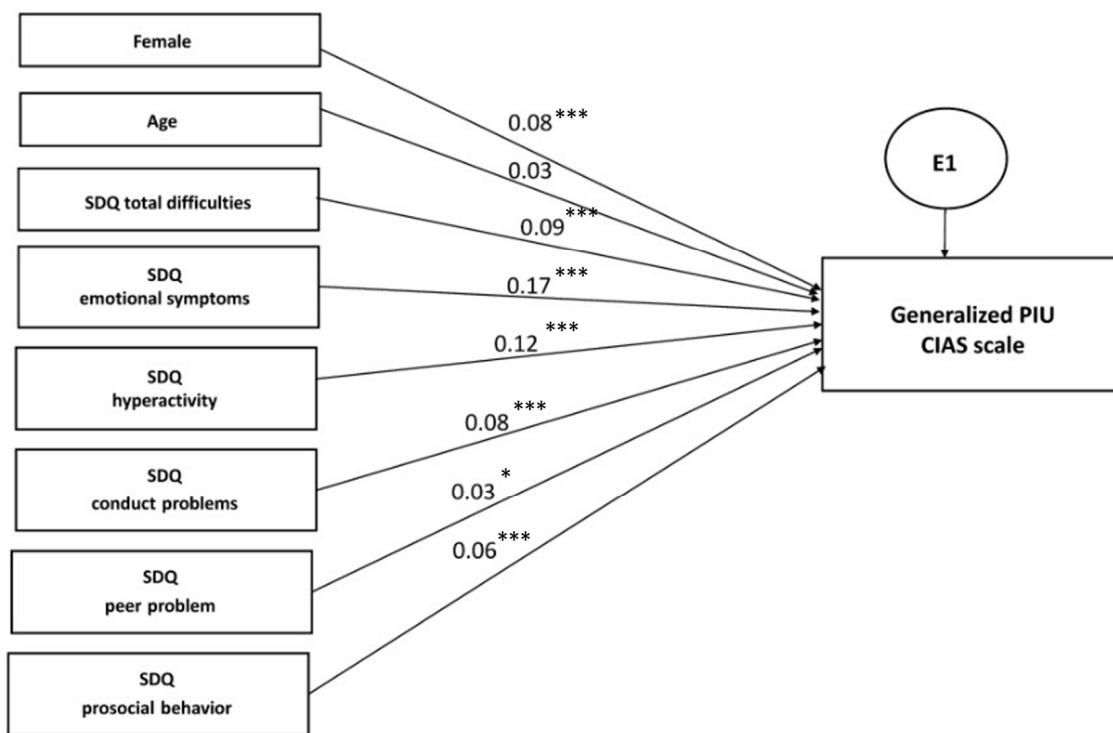 Female
Age
SDQ total difficulties
SDQ
emotional symptoms
SDQ
hyperactivity
SDQ
conduct problems
SDQ
peer problem
SDQ
prosocial behavior
0.08***
0.03
0.09***
0.17***
0.12***
0.08***
0.03*
0.06***
E1
Generalized PIU
CIAS scale